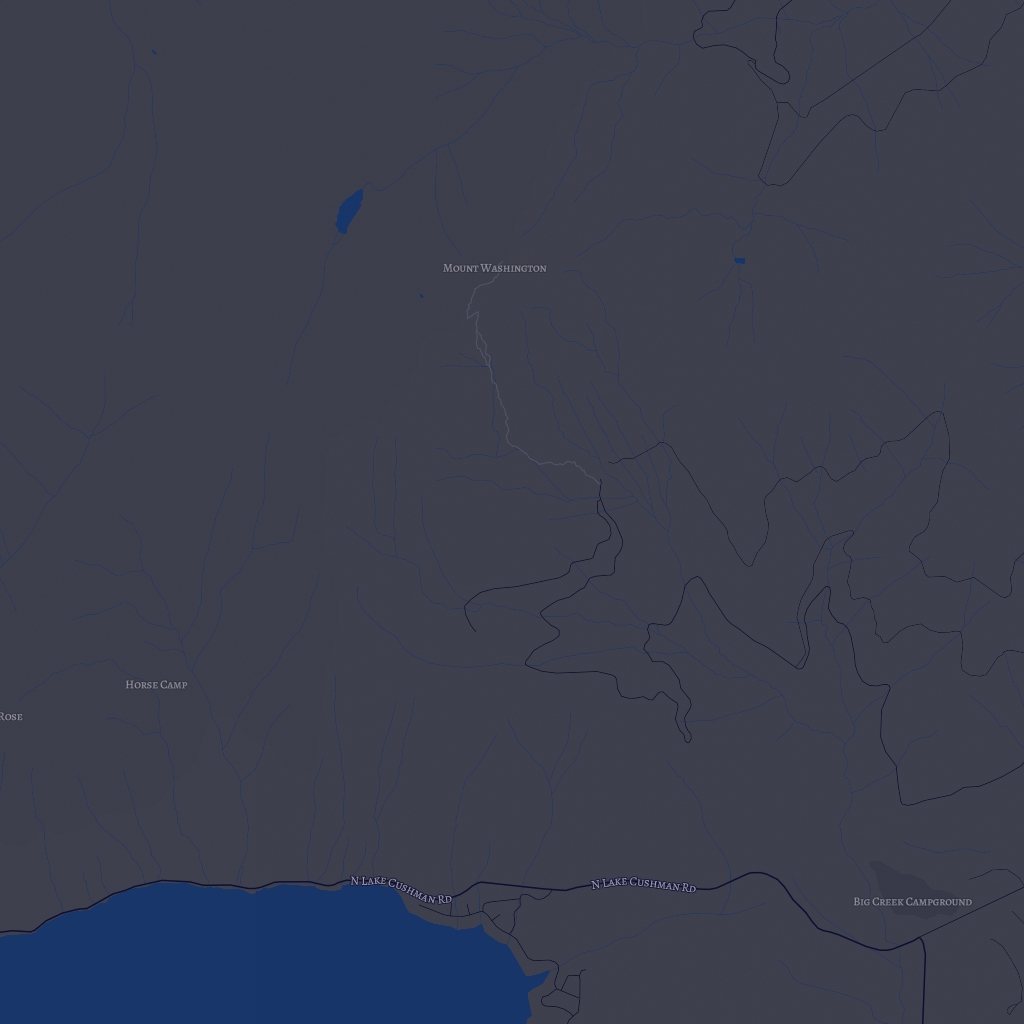 Mount Washington
Horse Camp
Rose
N Lake Cushman Rd
N Lake Cushman Rd
Big Creek Campground